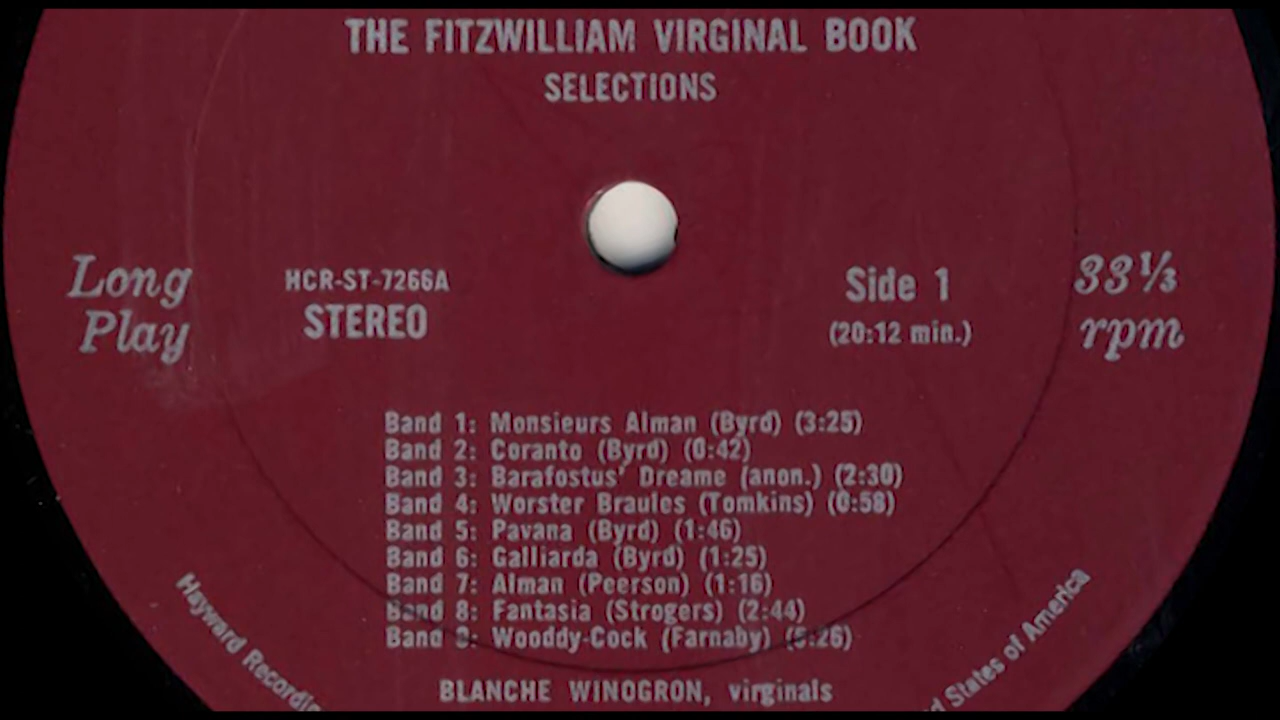 THE FITZWILLIAM VIRGINAL BOOK
SELECTIONS
Long
Play
HCR-ST-7266A
STEREO
Side 1
(20:12 min.)
33⅓
rpm
Band 1: Monsieurs Alman (Byrd) (3:25)
Band 2: Coranto (Byrd) (0:42)
Band 3: Barafostus' Dreame (anon.) (2:30)
Band 4: Worster Braules (Tomkins) (0:58)
Band 5: Pavana (Byrd) (1:46)
Band 6: Galliarda (Byrd) (1:25)
Band 7: Alman (Peerson) (1:16)
Band 8: Fantasia (Strogers) (2:44)
Band 9: Wooddy-Cock (Farnaby) (5:26)
BLANCHE WINOGRON, virginals
Hayward
States of America